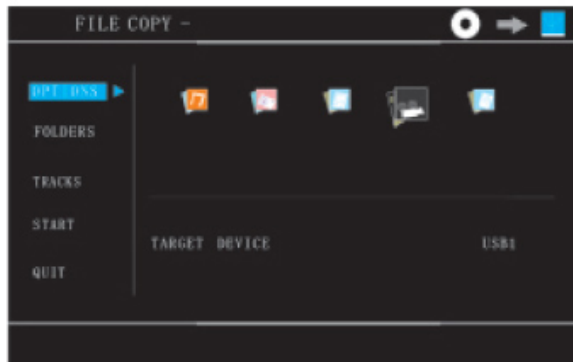 FILE COPY -
OPTIONS
FOLDERS
TRACKS
START
QUIT
TARGET DEVICE
USB1